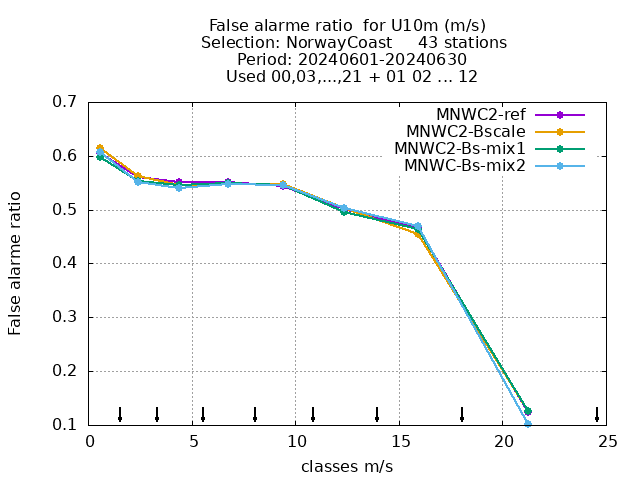 False alarme ratio  for U10m (m/s)
Selection: NorwayCoast     43 stations
Period: 20240601-20240630
Used 00,03,...,21 + 01 02 ... 12
MNWC2-ref
MNWC2-Bscale
MNWC2-Bs-mix1
MNWC-Bs-mix2
False alarme ratio
0.7
0.6
0.5
0.4
0.3
0.2
0.1
0 5 10 15 20 25
classes m/s